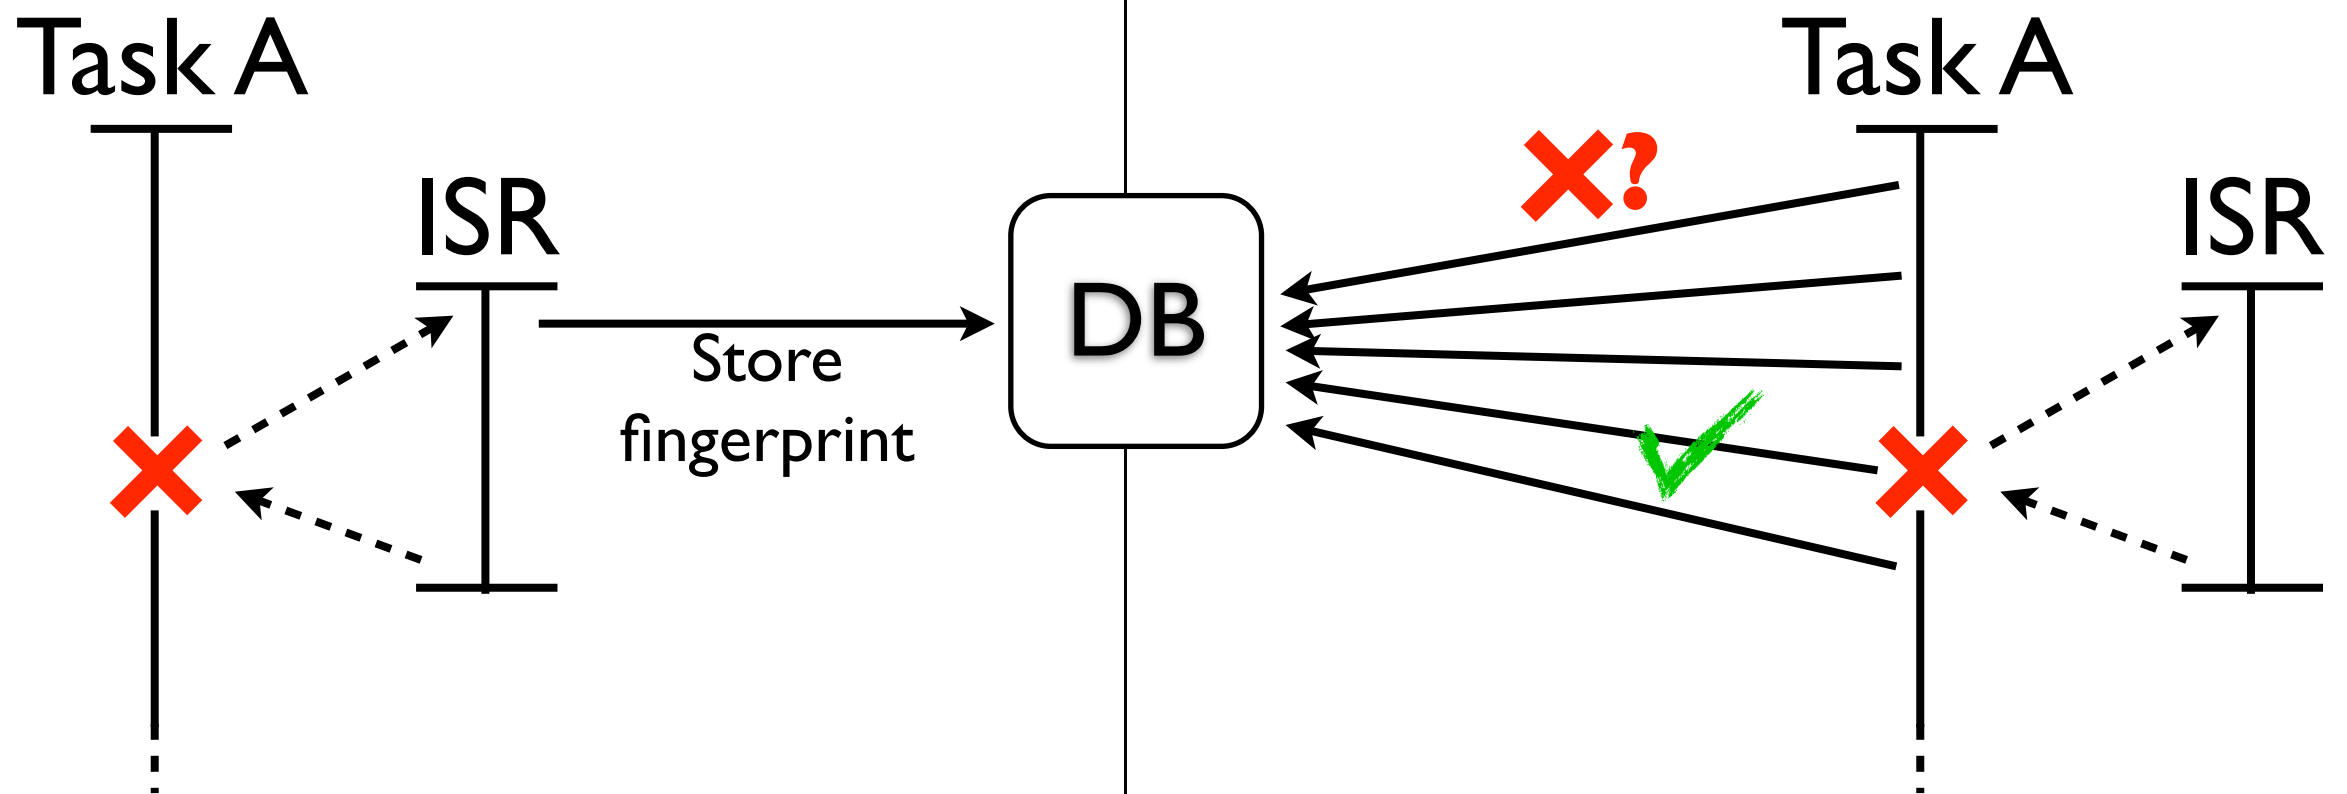 Task A
ISR
Store
fingerprint
DB
?
Task A
ISR